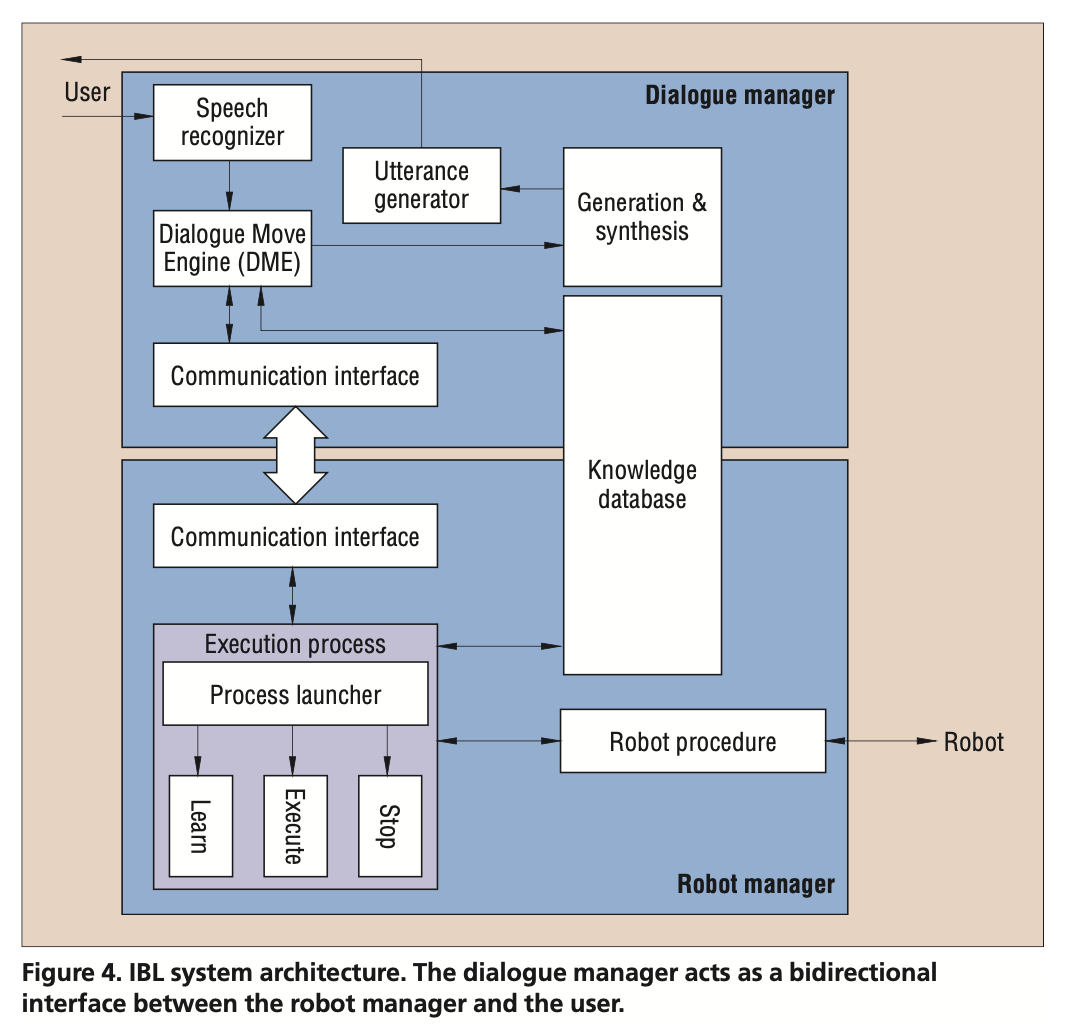 User
Speech
recognizer
Dialogue manager
Utterance
generator
Generation &
synthesis
Dialogue Move
Engine (DME)
Communication interface
Knowledge
database
Communication interface
Execution process
Process launcher
Learn
Execute
Stop
Robot procedure
Robot
Robot manager
Figure 4. IBL system architecture. The dialogue manager acts as a bidirectional
interface between the robot manager and the user.